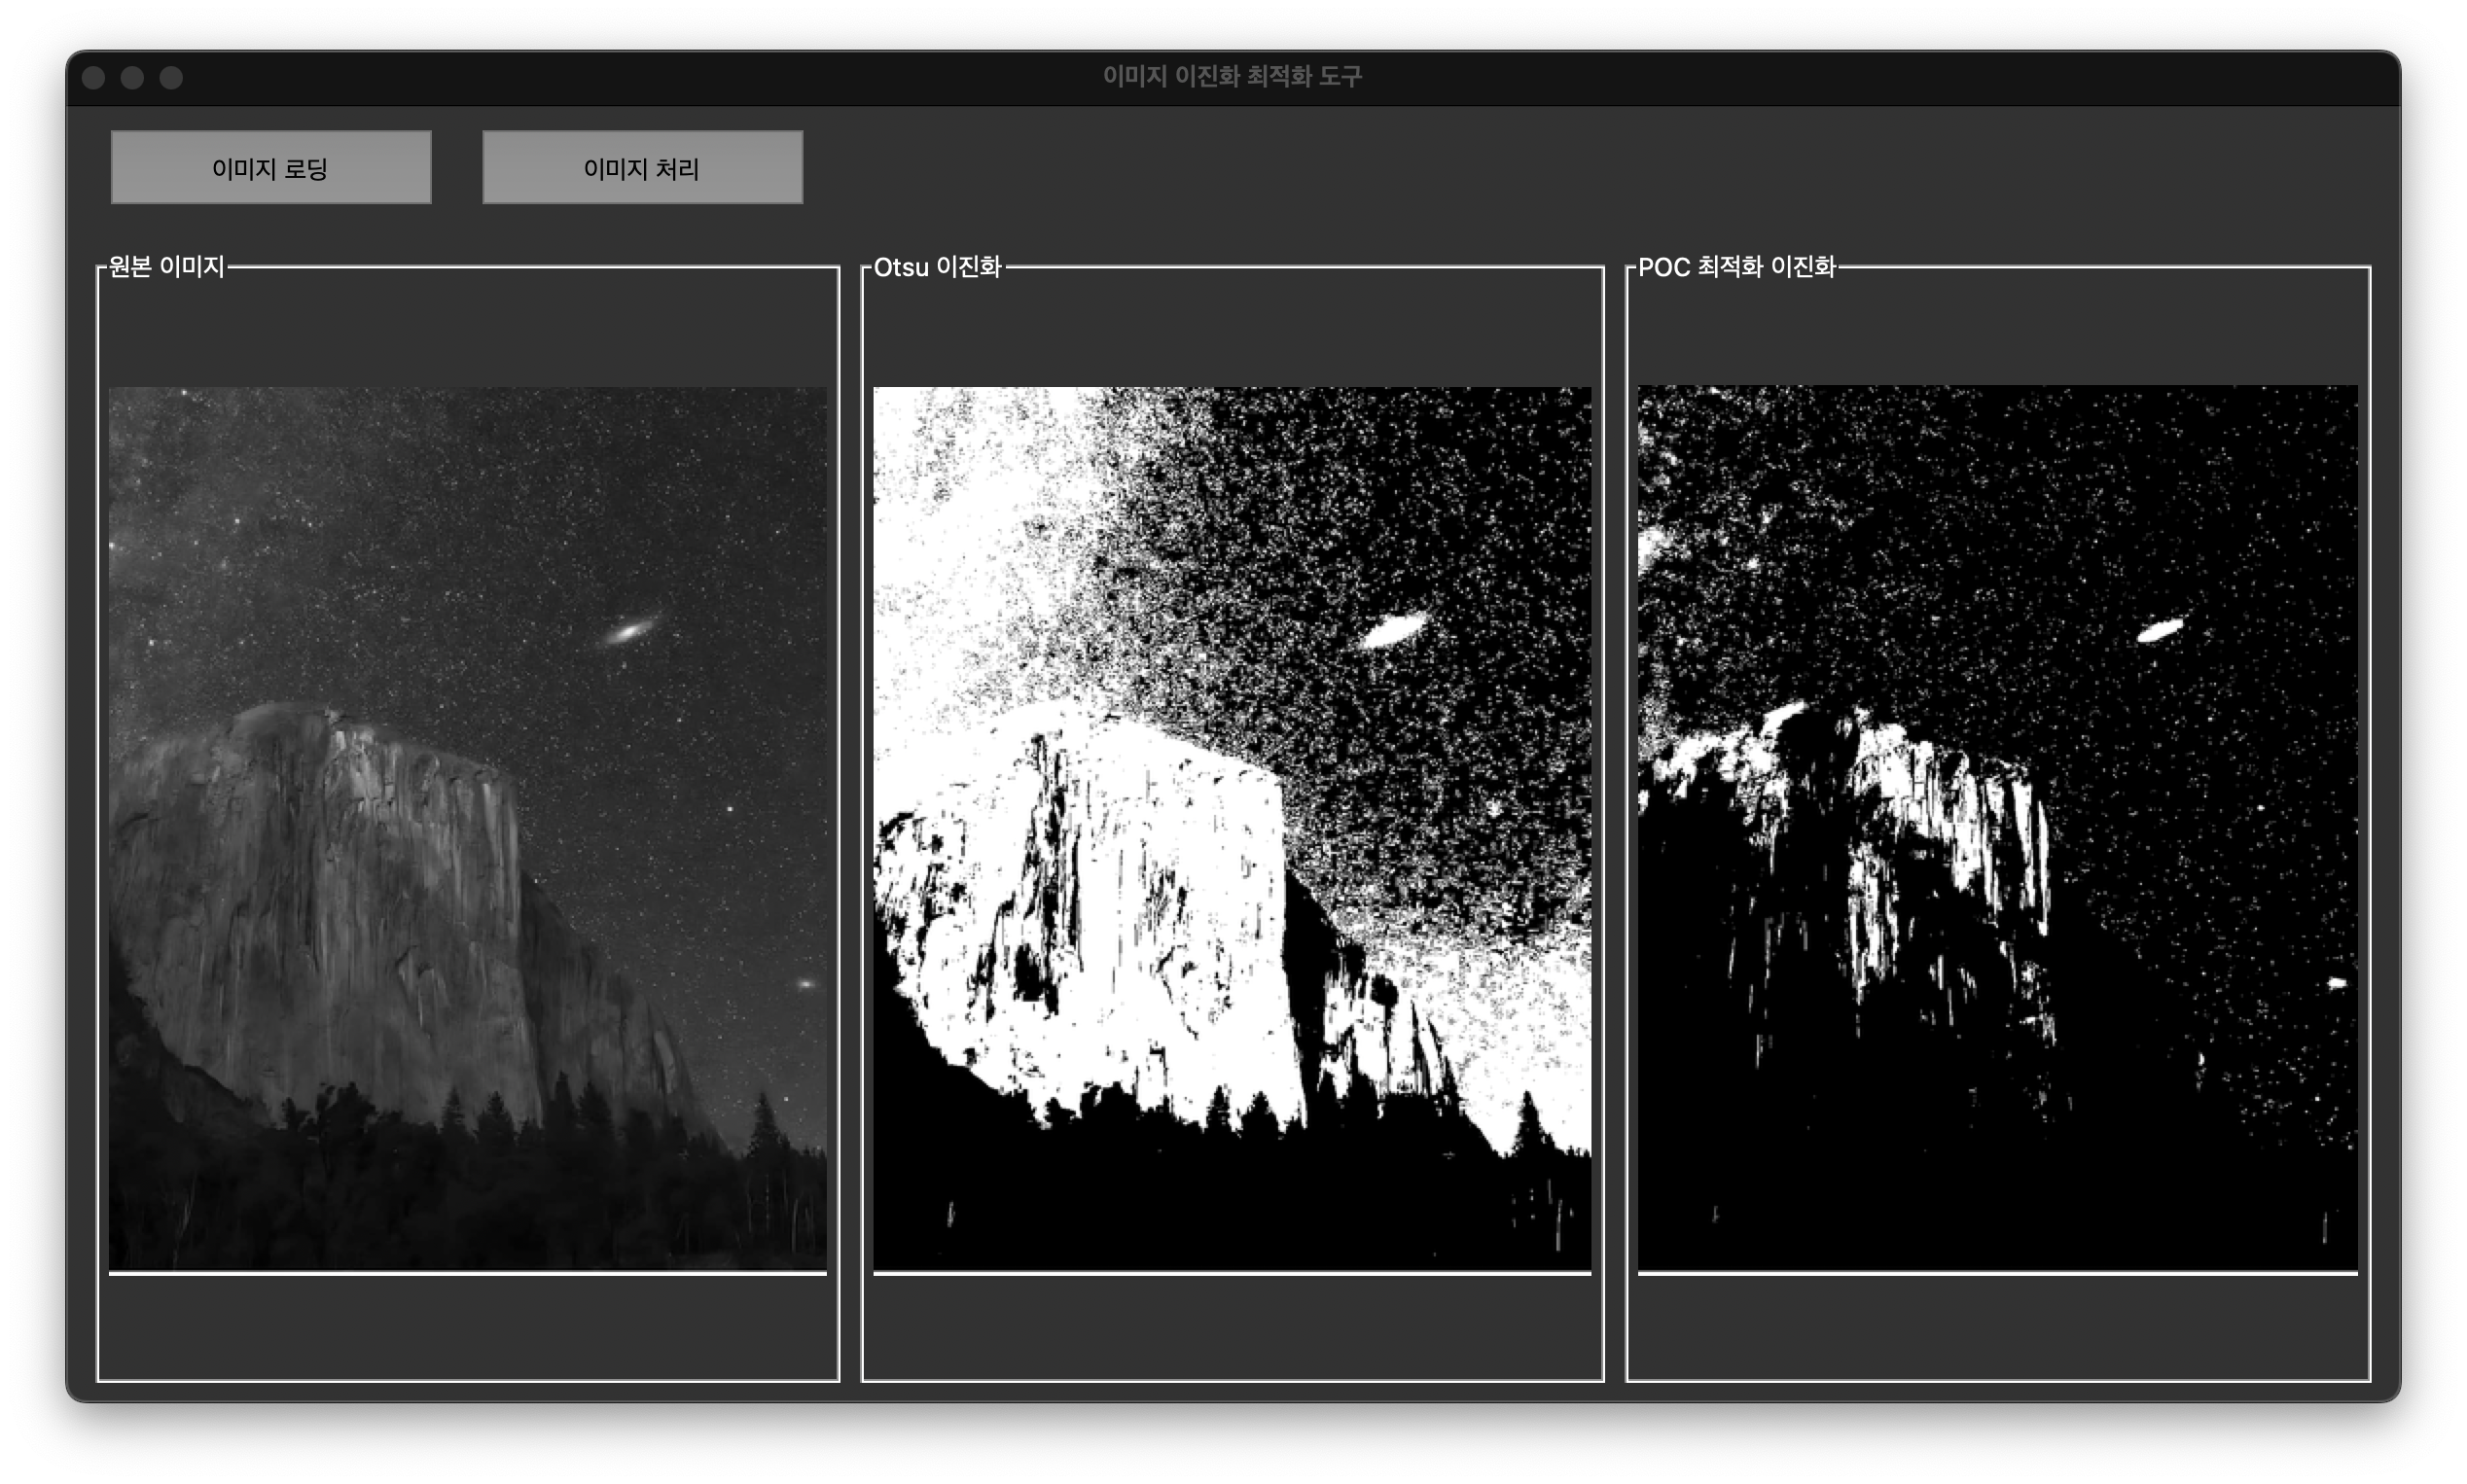 이미지 이진화 최적화 도구
이미지 로딩
이미지 처리
원본 이미지
Otsu 이진화
POC 최적화 이진화